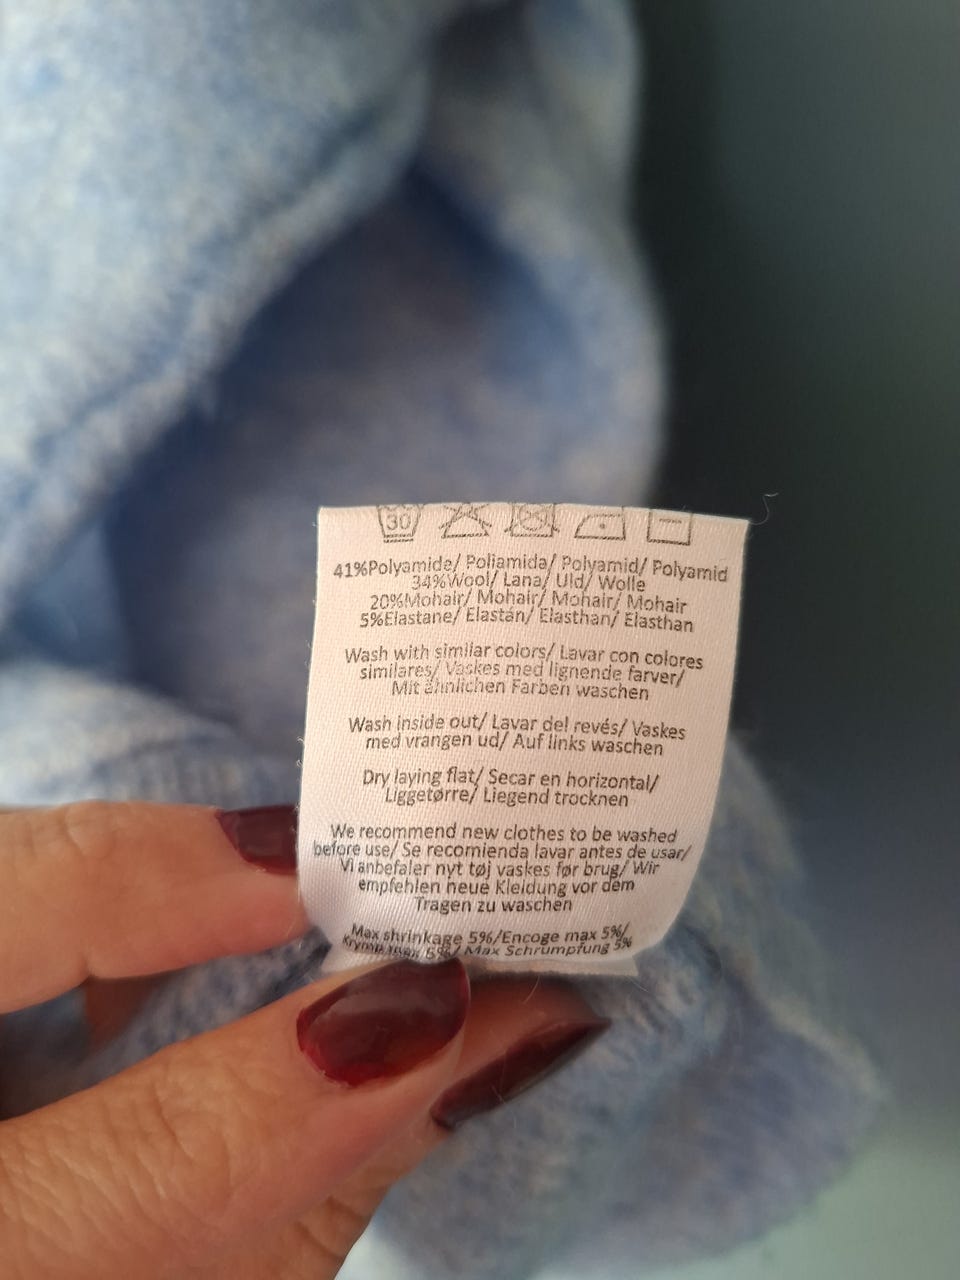 30
41%Polyamide/ Poliamida/ Polyamid/ Polyamid
34%Wool/ Lana/ Uld/ Wolle
20%Mohair/ Mohair/ Mohair/ Mohair
5%Elastane/ Elastán/ Elasthan/ Elasthan
Wash with similar colors/ Lavar con colores
similares/ Vaskes med lignende farver/
Mit ähnlichen Farben waschen
Wash inside out/ Lavar del revés/ Vaskes
med vrangen ud/ Auf links waschen
Dry laying flat/ Secar en horizontal/
Liggetørre/ Liegend trocknen
We recommend new clothes to be washed
before use/ Se recomienda lavar antes de usar/
Vi anbefaler nyt tøj vaskes før brug/ Wir
empfehlen neue Kleidung vor dem
Tragen zu waschen
Max shrinkage 5%/Encoge max 5%/
Krymp max 5%/ Max Schrumpfung 5%